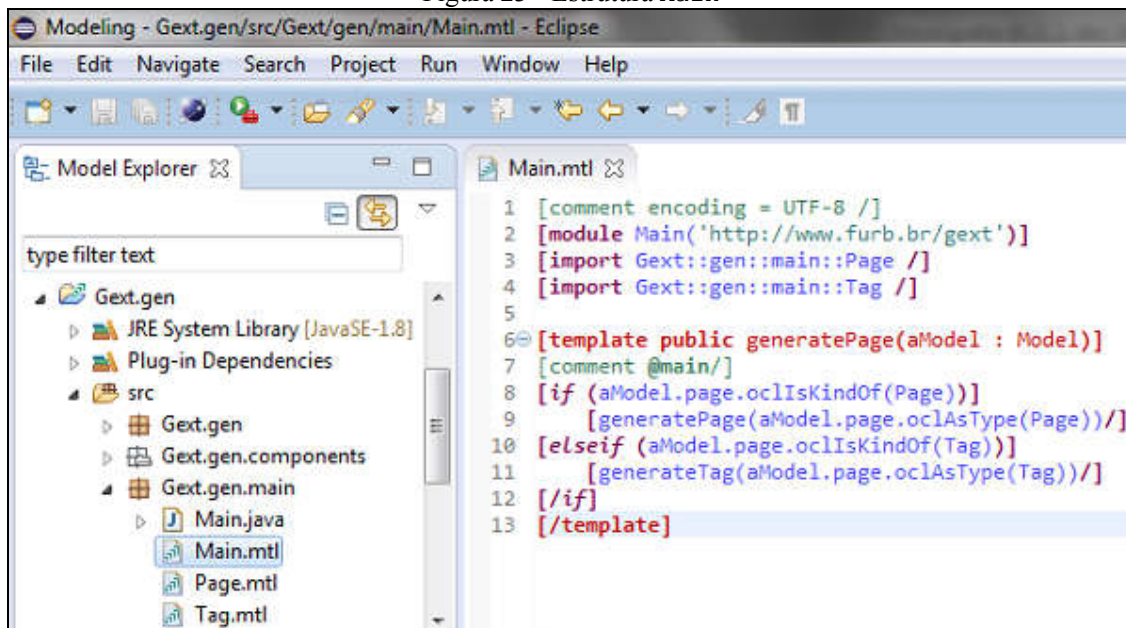 Modeling - Gext.gen/src/Gext/gen/main/Main.mtl - Eclipse
File Edit Navigate Search Project Run Window Help
Model Explorer
type filter text
Gext.gen
JRE System Library [JavaSE-1.8]
Plug-in Dependencies
src
Gext.gen
Gext.gen.components
Gext.gen.main
Main.java
Main.mtl
Page.mtl
Tag.mtl
Main.mtl
1 [comment encoding = UTF-8 /]
2 [module Main('http://www.furb.br/gext')]
3 [import Gext::gen::main::Page /]
4 [import Gext::gen::main::Tag /]
5
6 [template public generatePage(aModel : Model)]
7 [comment @main/]
8 [if (aModel.page.oclIsKindOf(Page))]
9 [generatePage(aModel.page.oclAsType(Page))/]
10 [elseif (aModel.page.oclIsKindOf(Tag))]
11 [generateTag(aModel.page.oclAsType(Tag))/]
12 [/if]
13 [/template]